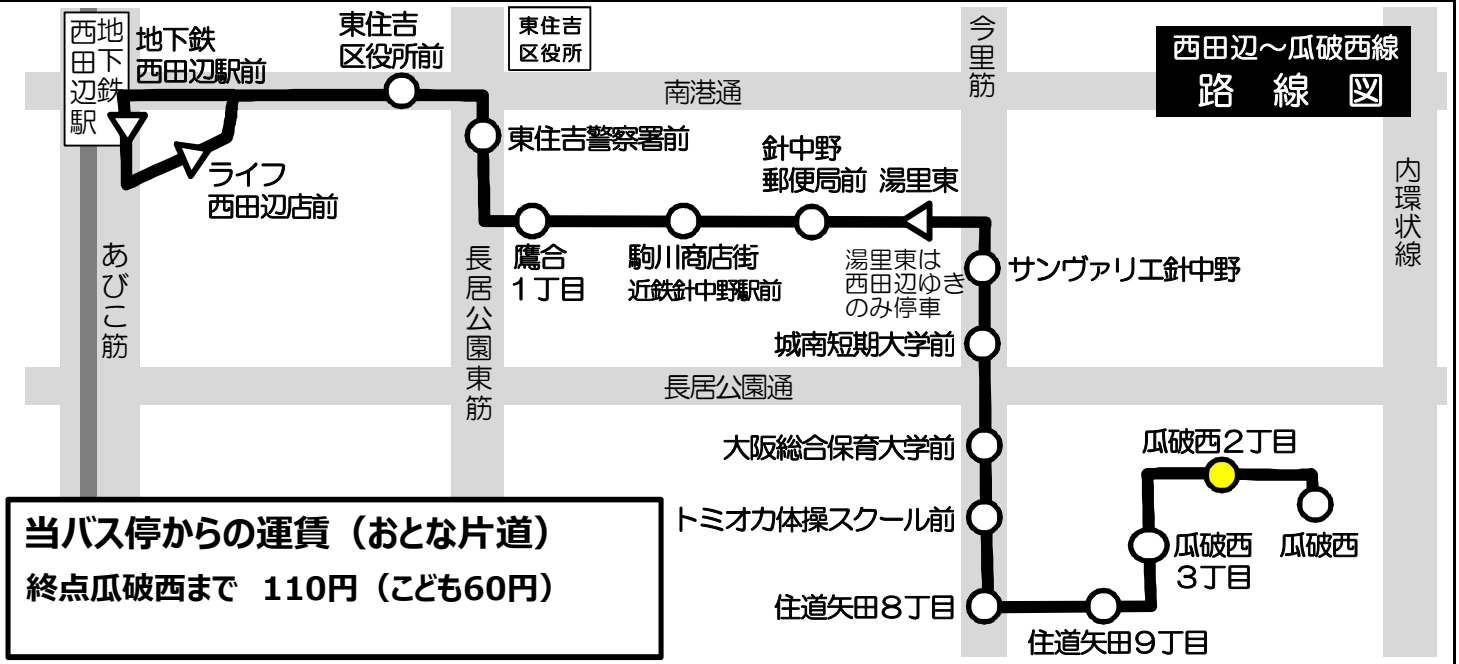 地下鉄
西田辺駅
地下鉄
西田辺駅前
東住吉
区役所前
東住吉
区役所
今里筋
西田辺～瓜破西線
路線図
南港通
東住吉警察署前
針中野
郵便局前
湯里東
ライフ
西田辺店前
内環状線
あびこ筋
長居公園東筋
鷹合
1丁目
駒川商店街
近鉄針中野駅前
湯里東は
西田辺ゆき
のみ停車
サンヴァリエ針中野
城南短期大学前
長居公園通
大阪総合保育大学前
瓜破西2丁目
トミオカ体操スクール前
瓜破西
3丁目
瓜破西
住道矢田8丁目
住道矢田9丁目
当バス停からの運賃（おとな片道）
終点瓜破西まで 110円（こども60円）